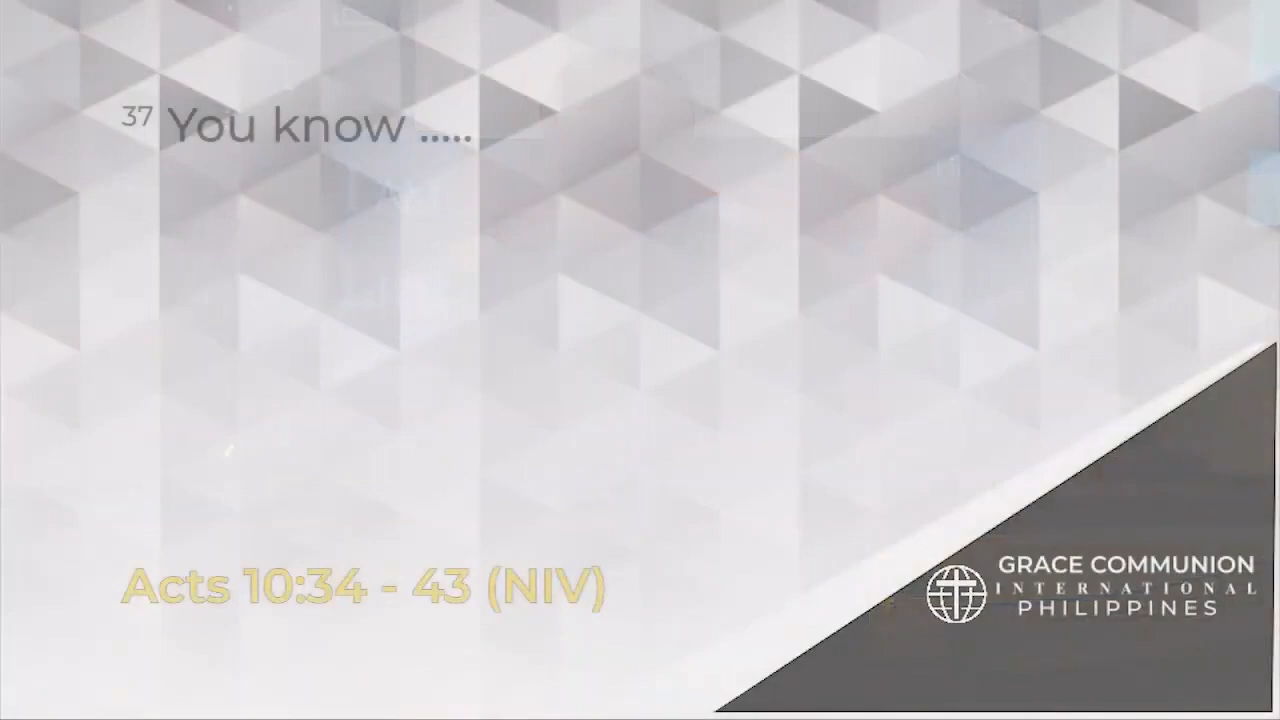 37 You know .....
Acts 10:34 - 43 (NIV)
GRACE COMMUNION
INTERNATIONAL
PHILIPPINES